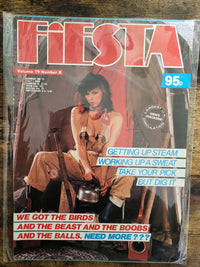 FiESTA
Volume 19 Number 8
95p
GETTING UP STEAM
WORKING UP A SWEAT
TAKE YOUR PICK
BUT DIG IT
WE GOT THE BIRDS
AND THE BEAST AND THE BOOBS
AND THE BALLS. NEED MORE ???